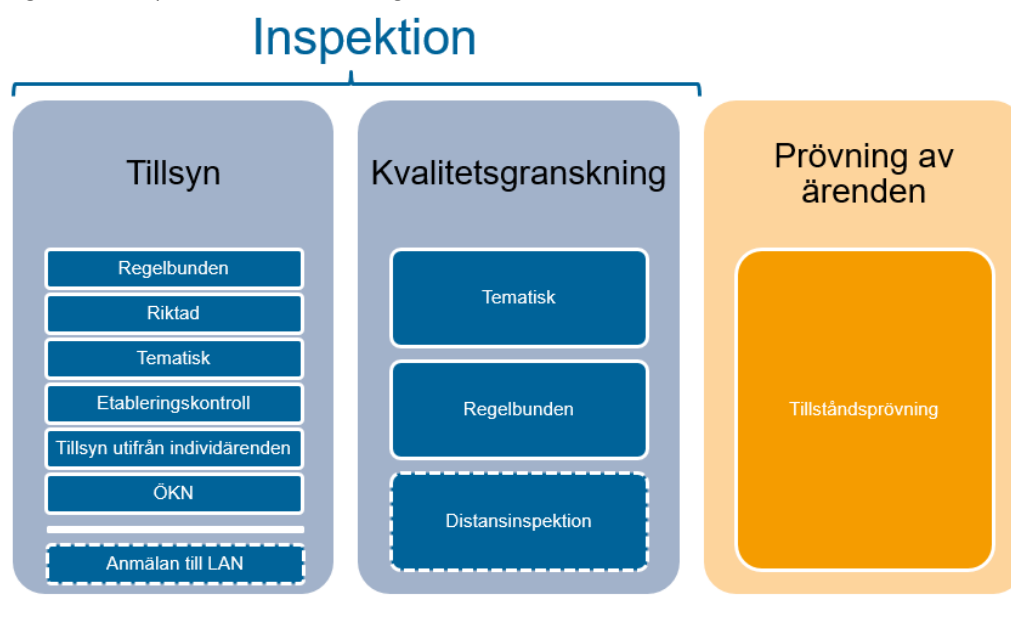 Inspektion
Tillsyn
Regelbunden
Riktad
Tematisk
Etableringskontroll
Tillsyn utifrån individärenden
ÖKN
Anmälan till LAN
Kvalitetsgranskning
Tematisk
Regelbunden
Distansinspektion
Prövning av
ärenden
Tillståndsprövning